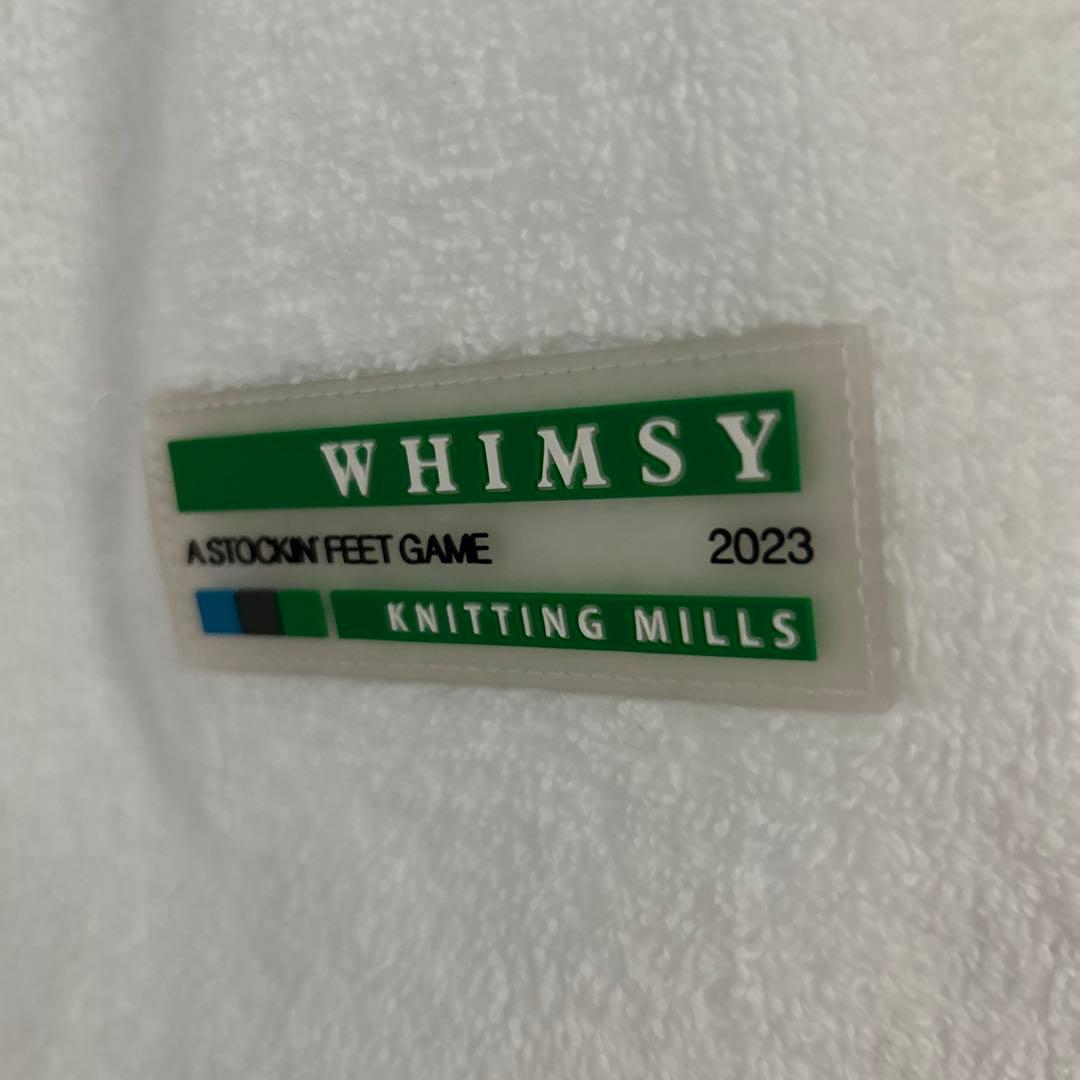 WHIMSY
A STOCKIN' FEET GAME 2023
KNITTING MILLS